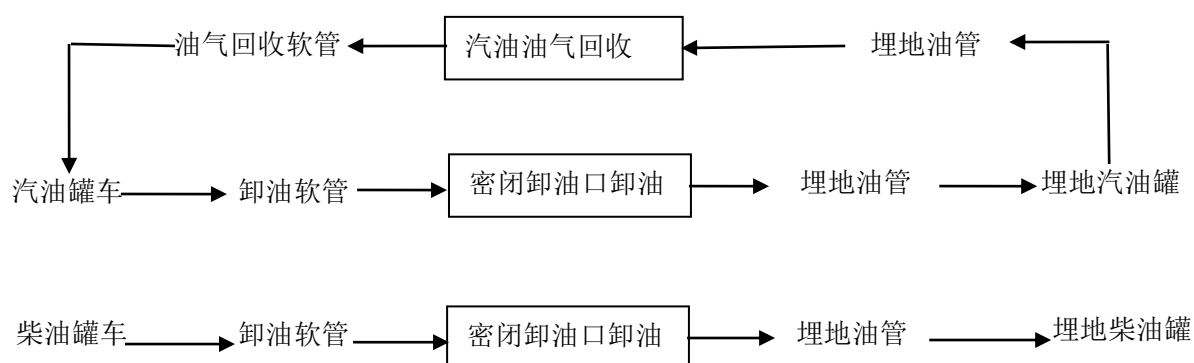 油气回收软管 汽油油气回收 埋地油管
汽油罐车 卸油软管 密闭卸油口卸油 埋地油管 埋地汽油罐
柴油罐车 卸油软管 密闭卸油口卸油 埋地油管 埋地柴油罐